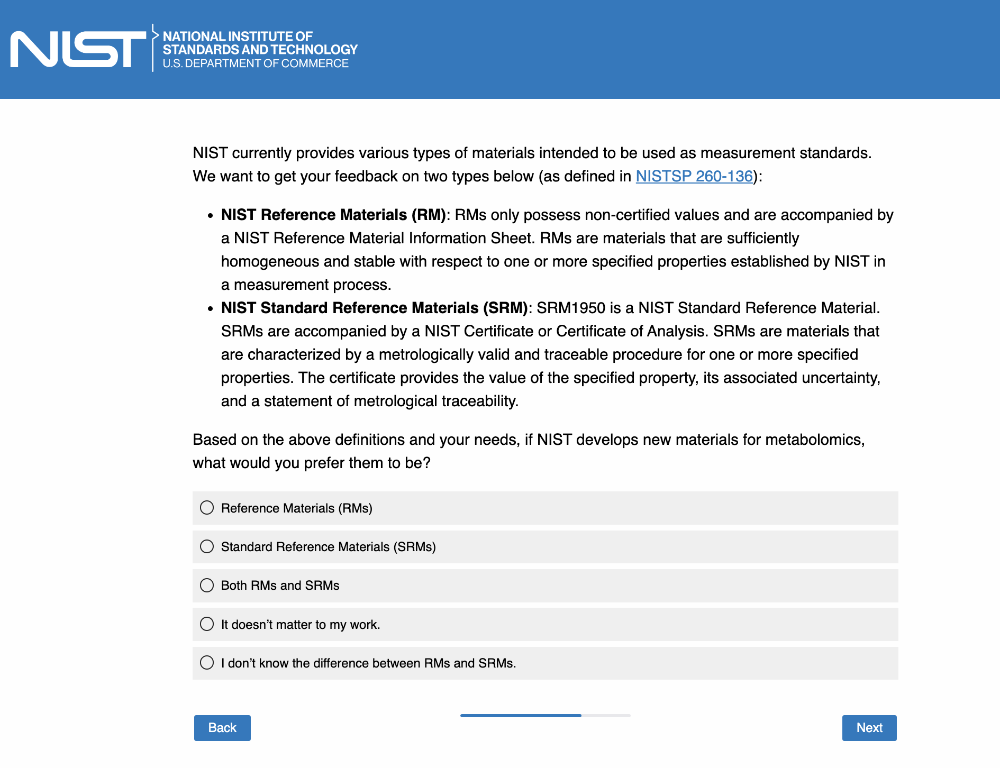 NIST
NATIONAL INSTITUTE OF
STANDARDS AND TECHNOLOGY
U.S. DEPARTMENT OF COMMERCE
NIST currently provides various types of materials intended to be used as measurement standards.
We want to get your feedback on two types below (as defined in NISTSP 260-136):
• NIST Reference Materials (RM): RMs only possess non-certified values and are accompanied by
a NIST Reference Material Information Sheet. RMs are materials that are sufficiently
homogeneous and stable with respect to one or more specified properties established by NIST in
a measurement process.
• NIST Standard Reference Materials (SRM): SRM1950 is a NIST Standard Reference Material.
SRMs are accompanied by a NIST Certificate or Certificate of Analysis. SRMs are materials that
are characterized by a metrologically valid and traceable procedure for one or more specified
properties. The certificate provides the value of the specified property, its associated uncertainty,
and a statement of metrological traceability.
Based on the above definitions and your needs, if NIST develops new materials for metabolomics,
what would you prefer them to be?
Reference Materials (RMs)
Standard Reference Materials (SRMs)
Both RMs and SRMs
It doesn’t matter to my work.
I don’t know the difference between RMs and SRMs.
Back
Next